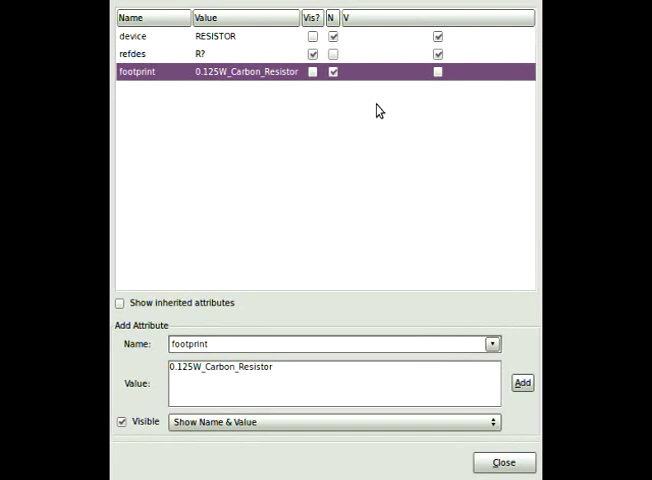 Name Value Vis? N V
device RESISTOR
refdes R?
footprint 0.125W_Carbon_Resistor
Show inherited attributes
Add Attribute
Name: footprint
0.125W_Carbon_Resistor
Value: Add
Visible Show Name & Value
Close